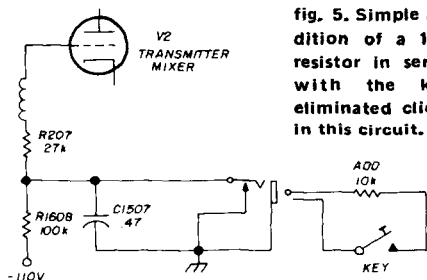 V2
TRANSMITTER
MIXER
R207
27k
R1608
100k
-110V
C1507
.47
fig. 5. Simple
dition of a 1
resistor in ser
with the k
eliminated clic
in this circuit.
ADD
10k
KEY